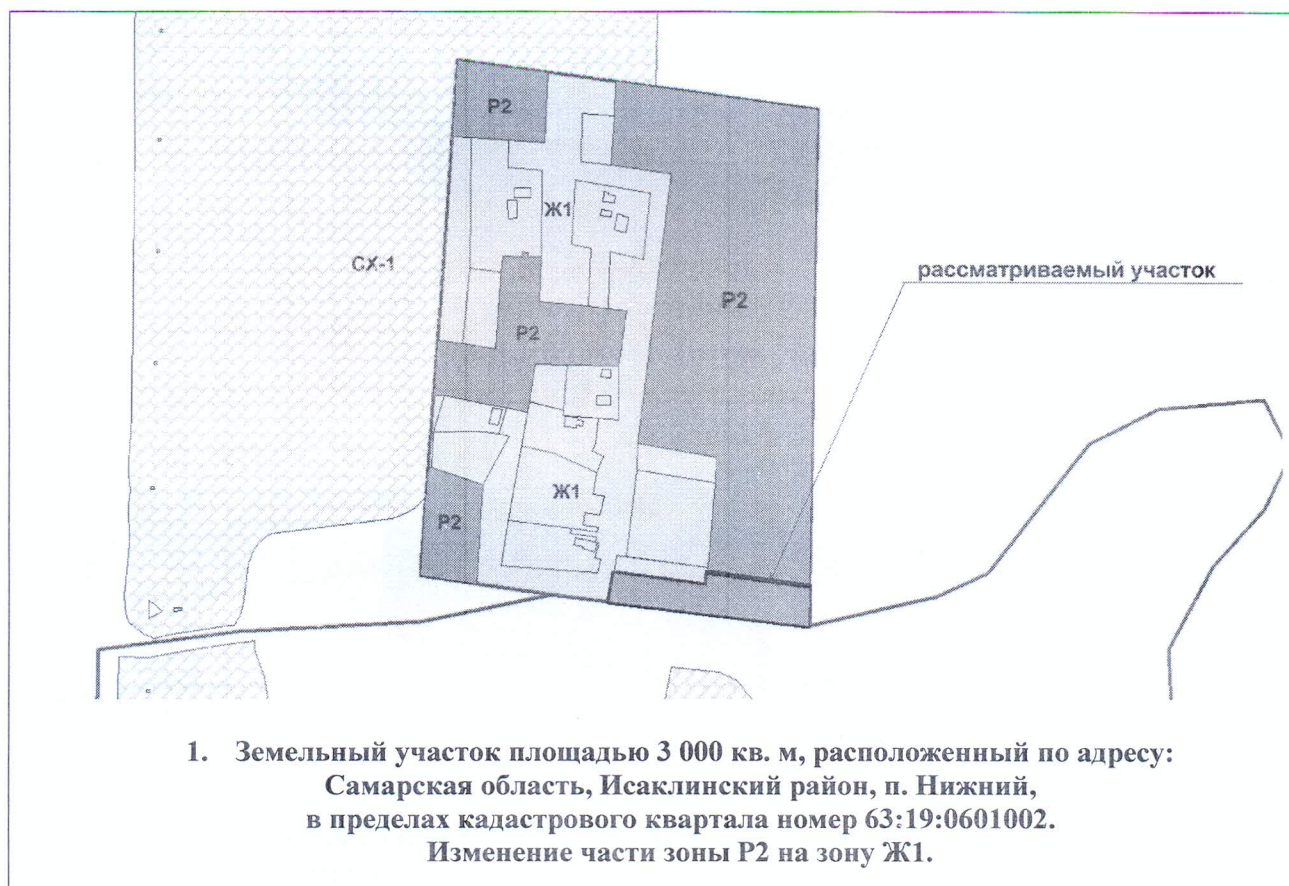 Р2
Ж1
СХ-1
рассматриваемый участок
Р2
Р2
Ж1
Р2
1. Земельный участок площадью 3 000 кв. м, расположенный по адресу:
Самарская область, Исаклинский район, п. Нижний,
в пределах кадастрового квартала номер 63:19:0601002.
Изменение части зоны Р2 на зону Ж1.